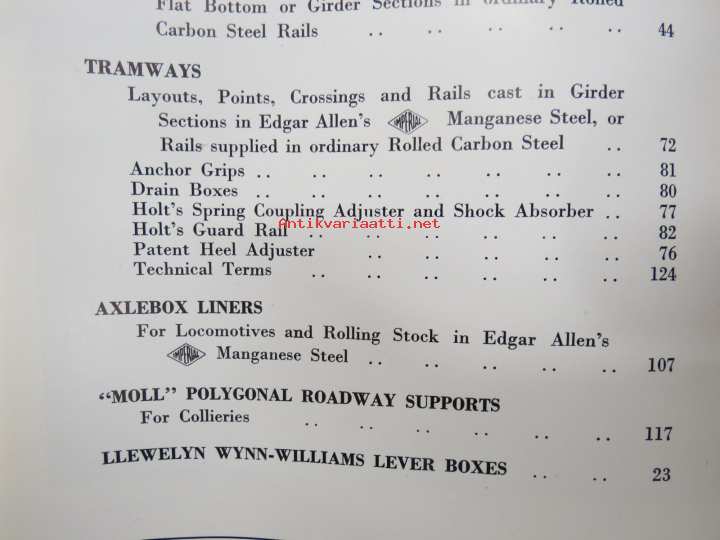 Flat Bottom or Girder Sections in ordinary Rolled
Carbon Steel Rails .. .. .. .. .. 44
TRAMWAYS
Layouts, Points, Crossings and Rails cast in Girder
Sections in Edgar Allen's IMPERIAL Manganese Steel, or
Rails supplied in ordinary Rolled Carbon Steel .. 72
Anchor Grips .. .. .. .. .. .. .. 81
Drain Boxes .. .. .. .. .. .. .. 80
Holt's Spring Coupling Adjuster and Shock Absorber .. 77
Antikvariaatti.net
Holt's Guard Rail .. .. .. .. .. .. 82
Patent Heel Adjuster .. .. .. .. .. 76
Technical Terms .. .. .. .. .. .. 124
AXLEBOX LINERS
For Locomotives and Rolling Stock in Edgar Allen's
IMPERIAL Manganese Steel .. .. .. .. .. 107
"MOLL" POLYGONAL ROADWAY SUPPORTS
For Collieries .. .. .. .. .. .. 117
LLEWELYN WYNN-WILLIAMS LEVER BOXES .. .. 23